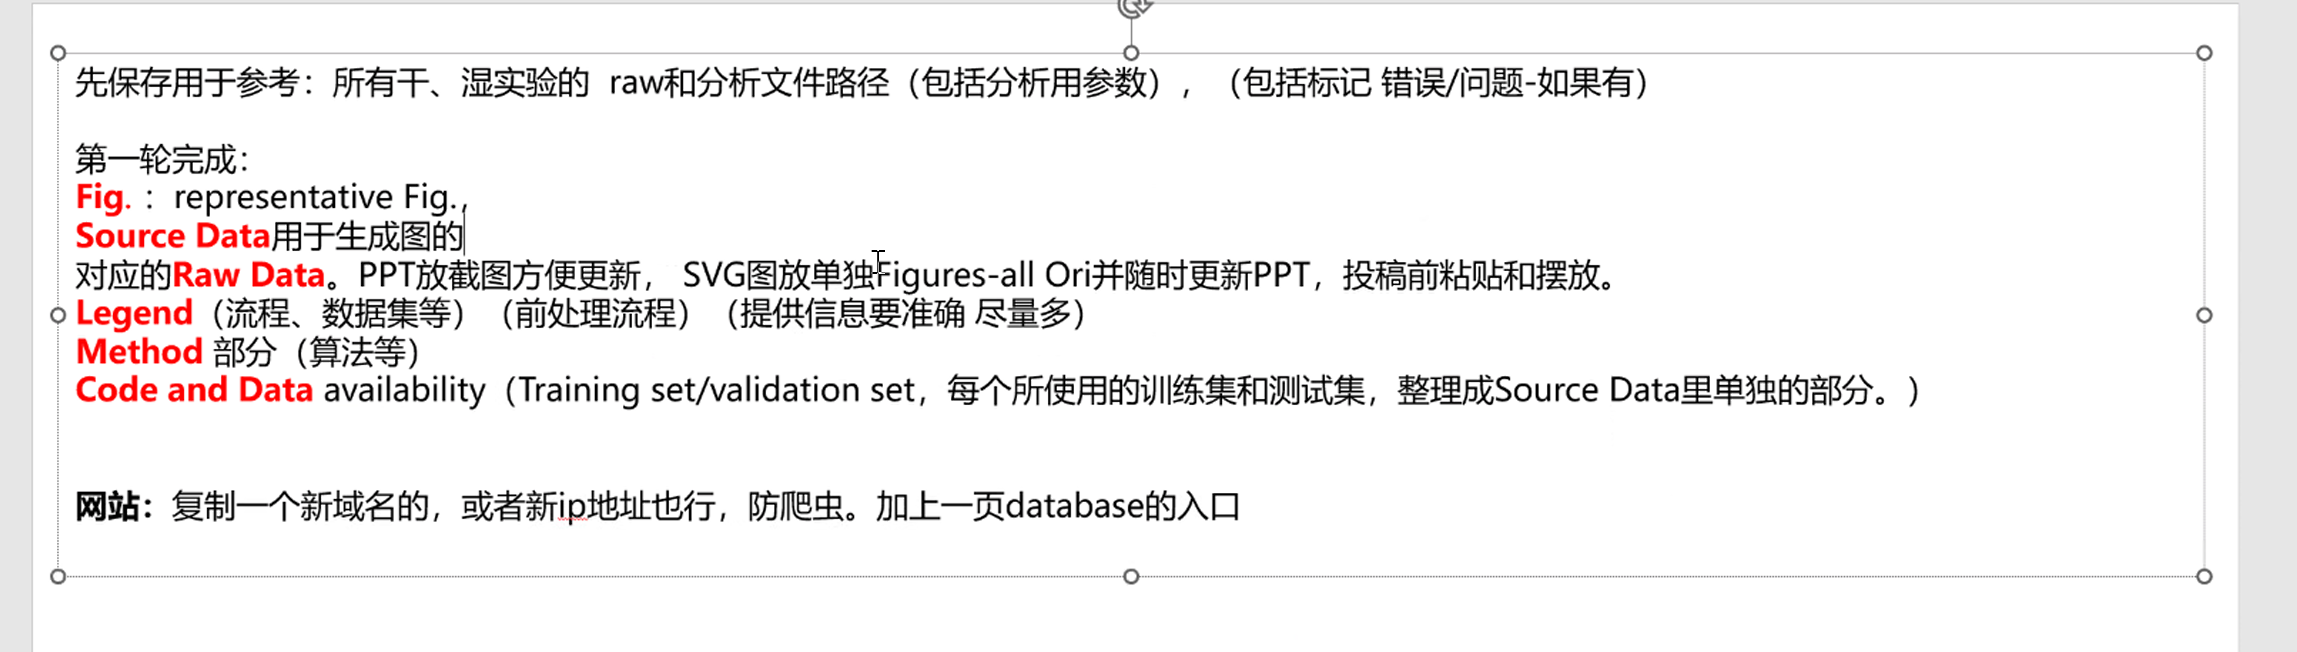 先保存用于参考：所有干、湿实验的 raw和分析文件路径（包括分析用参数），（包括标记 错误/问题-如果有）
第一轮完成：
Fig.：representative Fig.,
Source Data用于生成图的
对应的Raw Data。PPT放截图方便更新， SVG图放单独Figures-all Ori并随时更新PPT，投稿前粘贴和摆放。
Legend（流程、数据集等）（前处理流程）（提供信息要准确 尽量多）
Method 部分（算法等）
Code and Data availability（Training set/validation set，每个所使用的训练集和测试集，整理成Source Data里单独的部分。）
网站：复制一个新域名的，或者新ip地址也行，防爬虫。加上一页database的入口